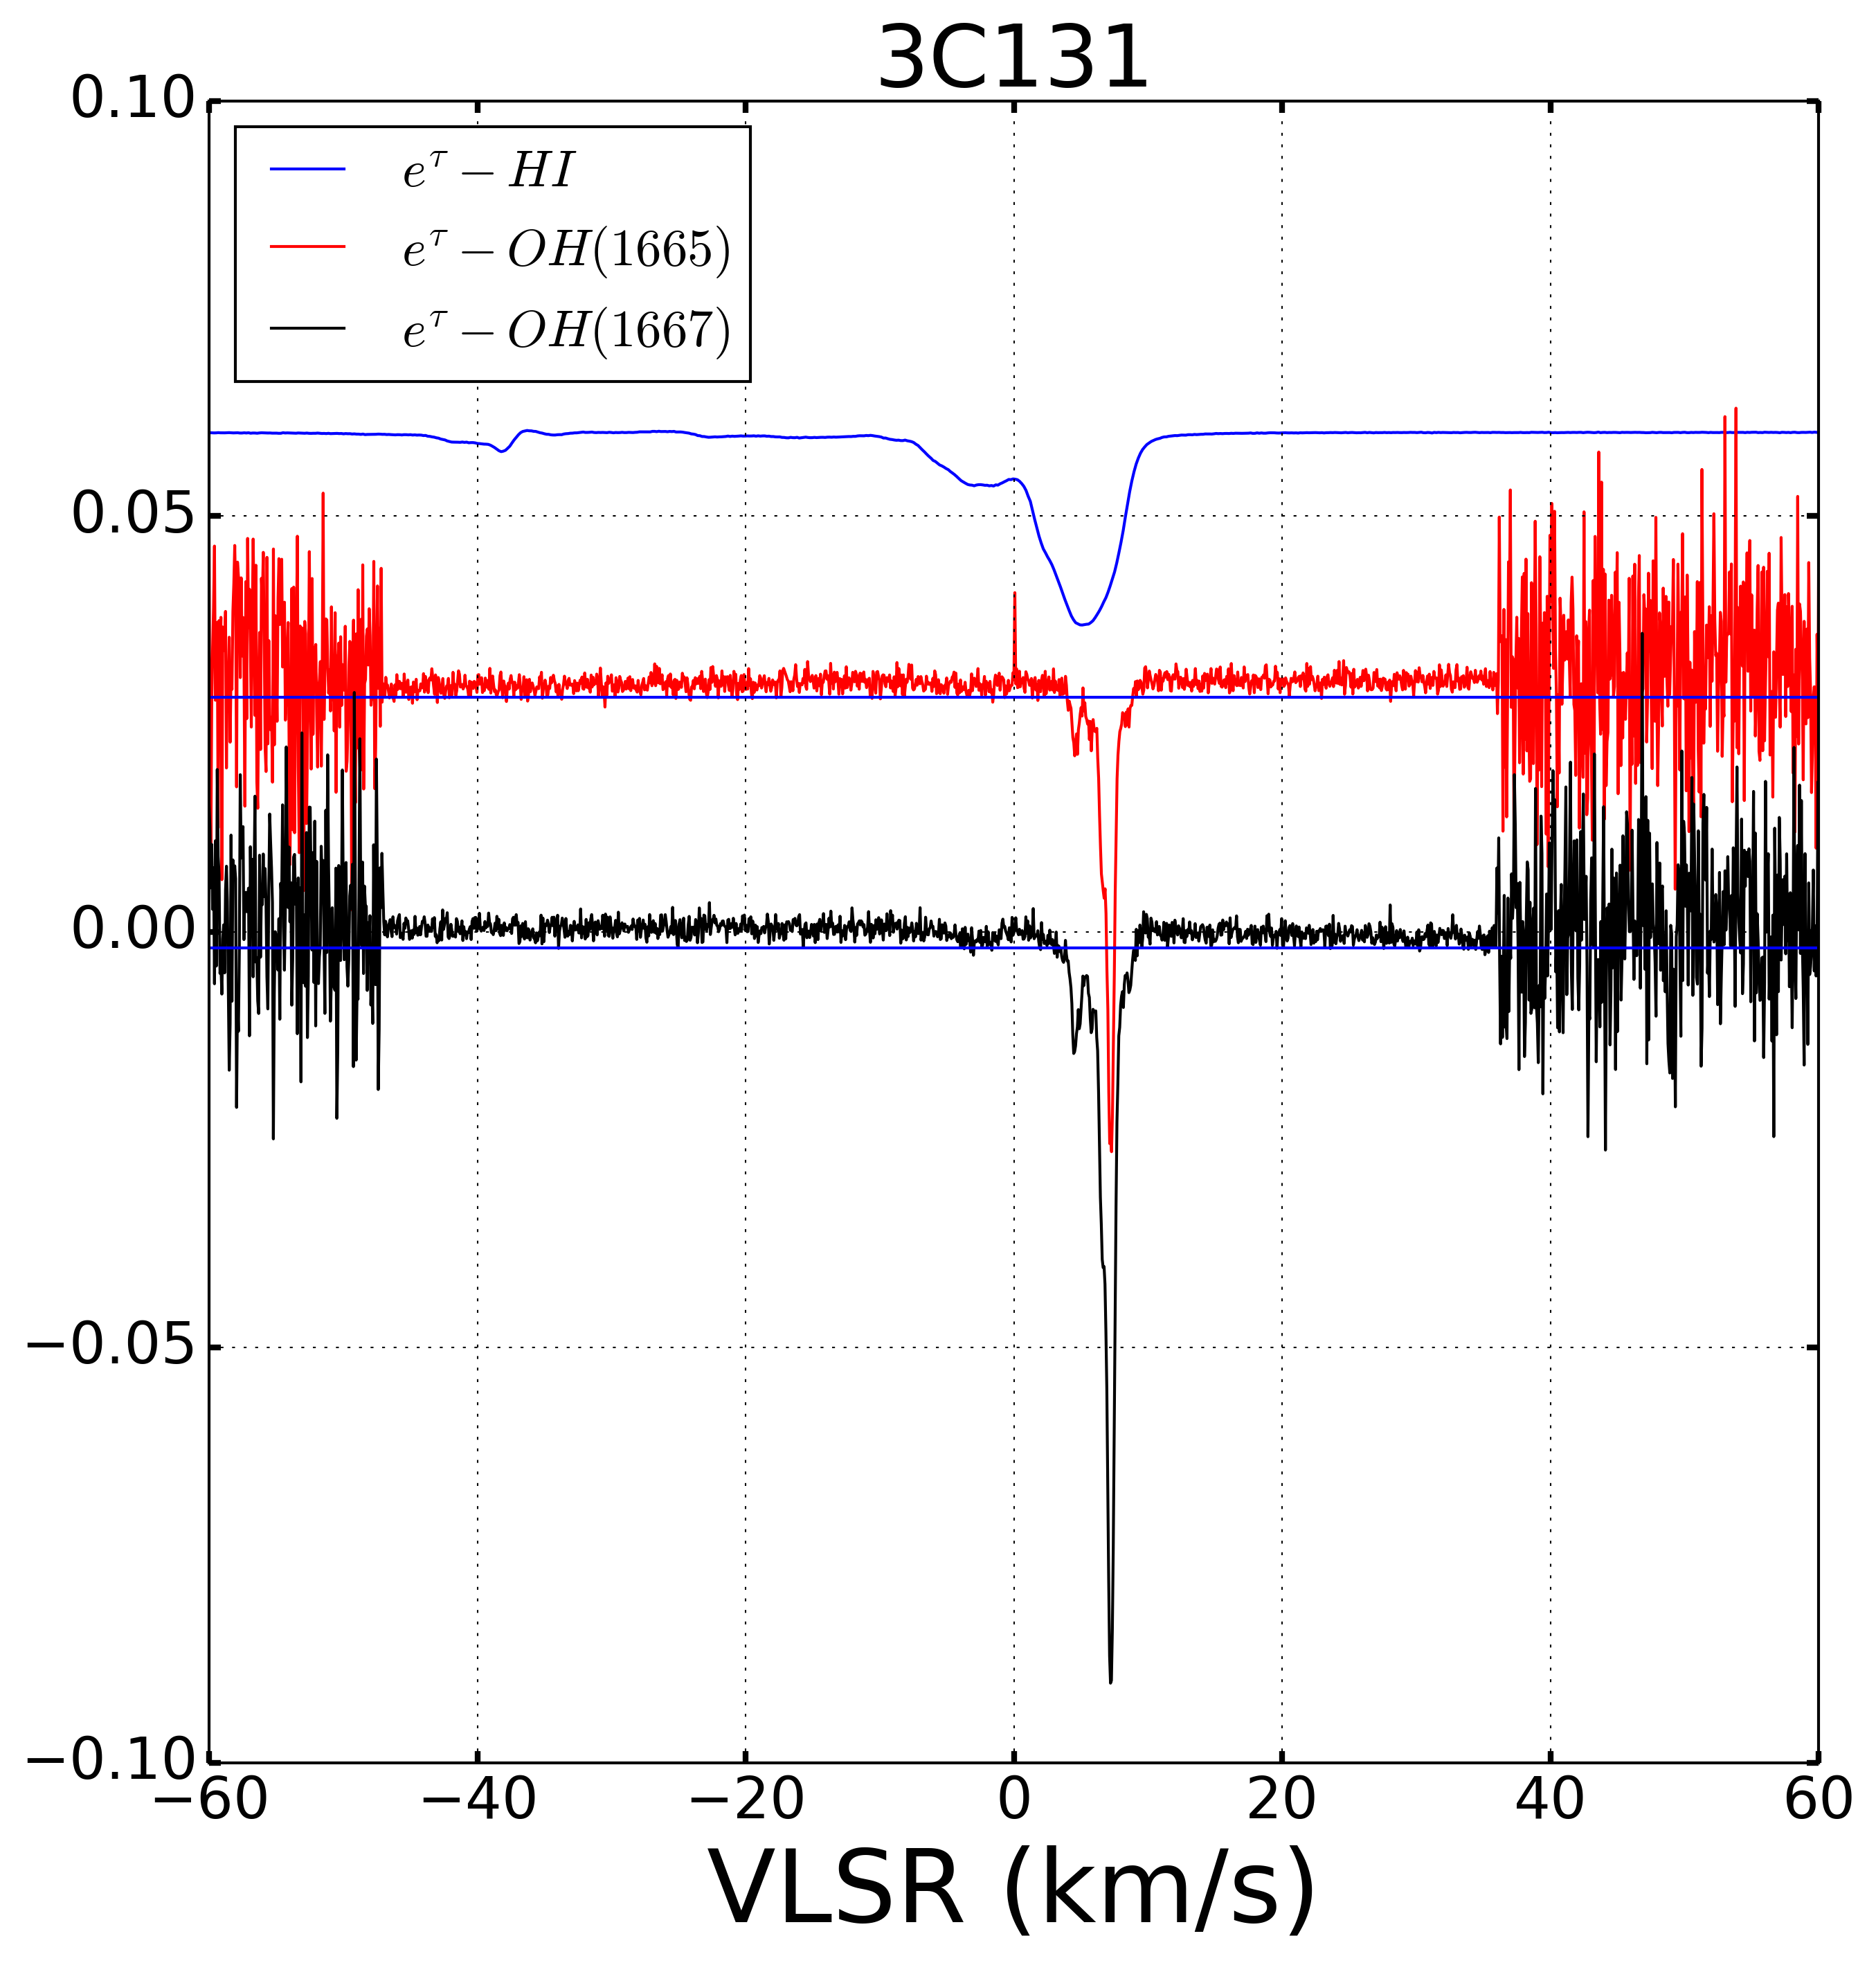 3C131
0.10
e^τ − HI
e^τ − OH(1665)
e^τ − OH(1667)
0.05
0.00
−0.05
−0.10
−60 −40 −20 0 20 40 60
VLSR (km/s)